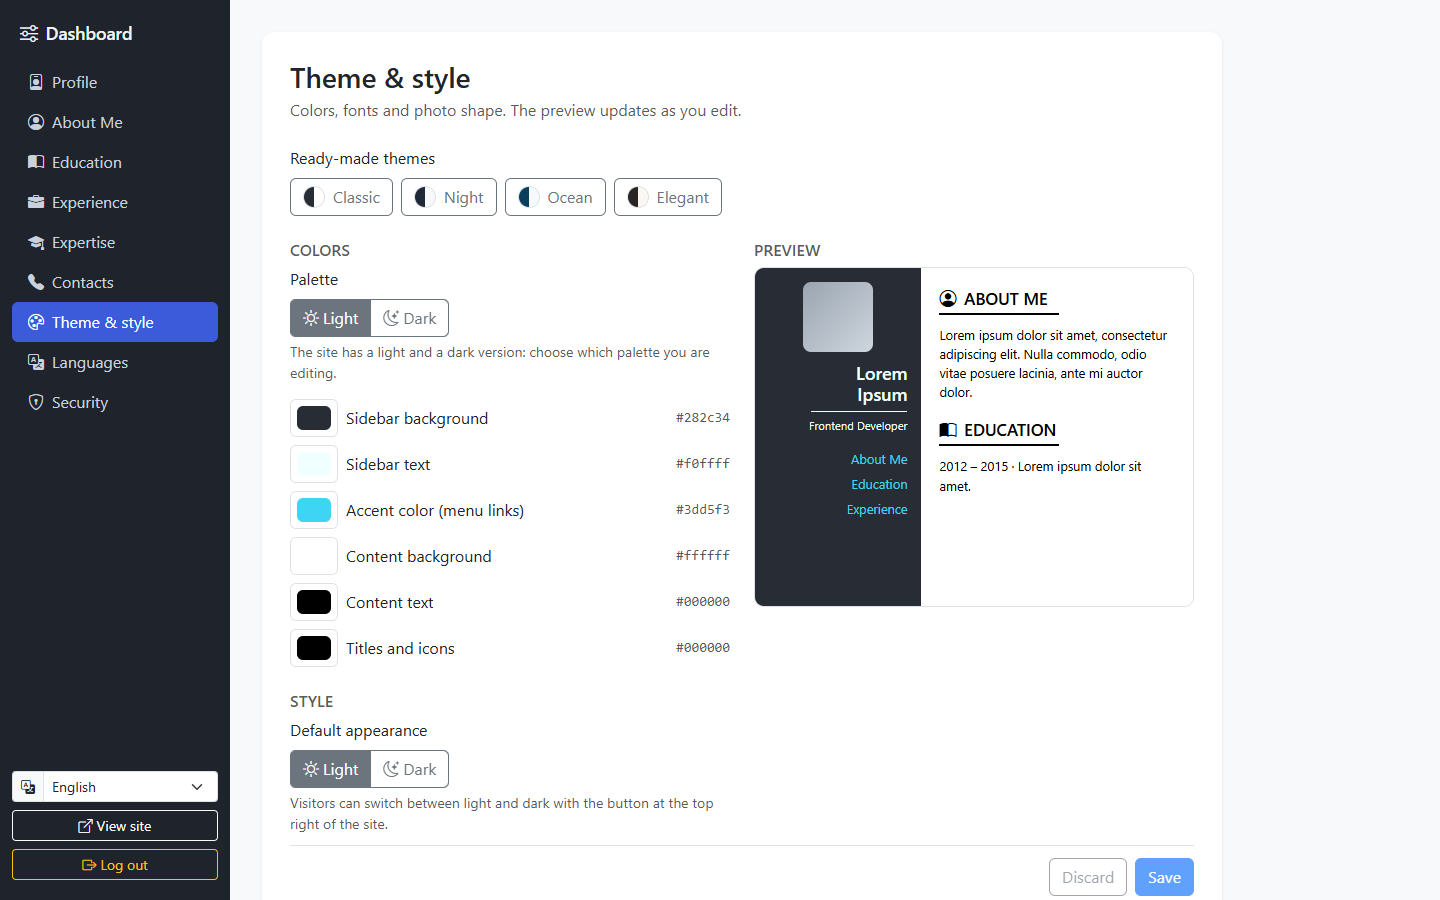 Dashboard
Profile
About Me
Education
Experience
Expertise
Contacts
Theme & style
Languages
Security
English
View site
Log out
Theme & style
Colors, fonts and photo shape. The preview updates as you edit.
Ready-made themes
Classic
Night
Ocean
Elegant
COLORS
Palette
Light
Dark
The site has a light and a dark version: choose which palette you are
editing.
Sidebar background #282c34
Sidebar text #f0ffff
Accent color (menu links) #3dd5f3
Content background #ffffff
Content text #000000
Titles and icons #000000
STYLE
Default appearance
Light
Dark
Visitors can switch between light and dark with the button at the top
right of the site.
PREVIEW
Lorem
Ipsum
Frontend Developer
About Me
Education
Experience
ABOUT ME
Lorem ipsum dolor sit amet, consectetur
adipiscing elit. Nulla commodo, odio
vitae posuere lacinia, ante mi auctor
dolor.
EDUCATION
2012 – 2015 · Lorem ipsum dolor sit
amet.
Discard
Save